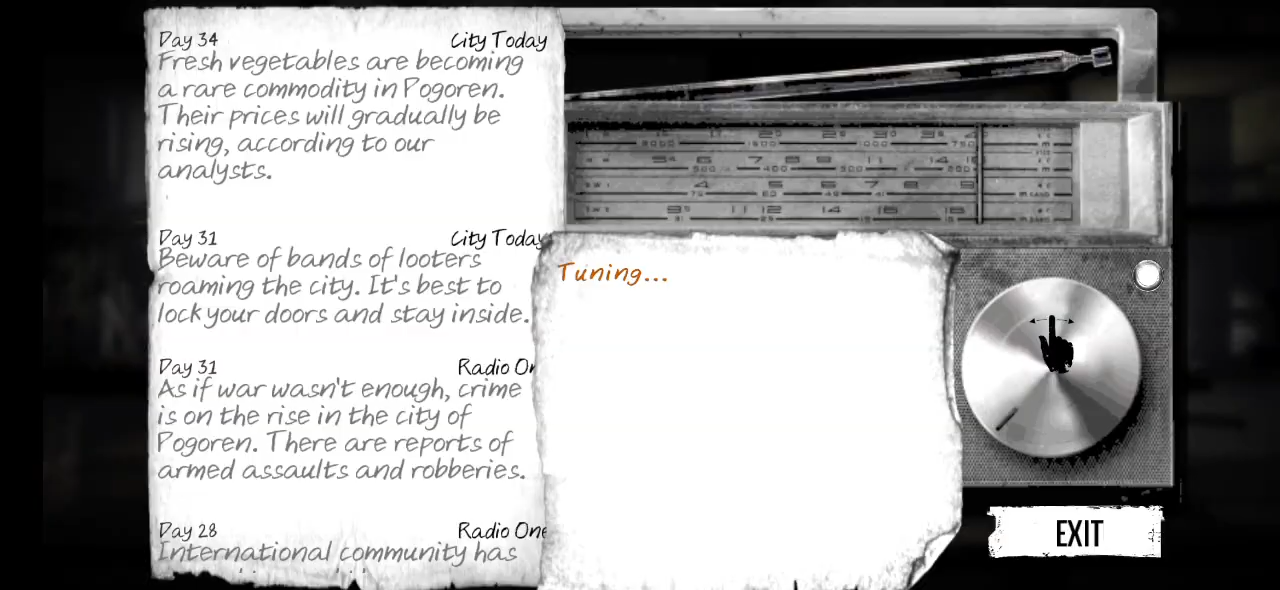 Day 34 City Today
Fresh vegetables are becoming
a rare commodity in Pogoren.
Their prices will gradually be
rising, according to our
analysts.
Day 31 City Today
Beware of bands of looters
roaming the city. It's best to
lock your doors and stay inside.
Day 31 Radio On
As if war wasn't enough, crime
is on the rise in the city of
Pogoren. There are reports of
armed assaults and robberies.
Day 28 Radio One
International community has
Tuning...
EXIT